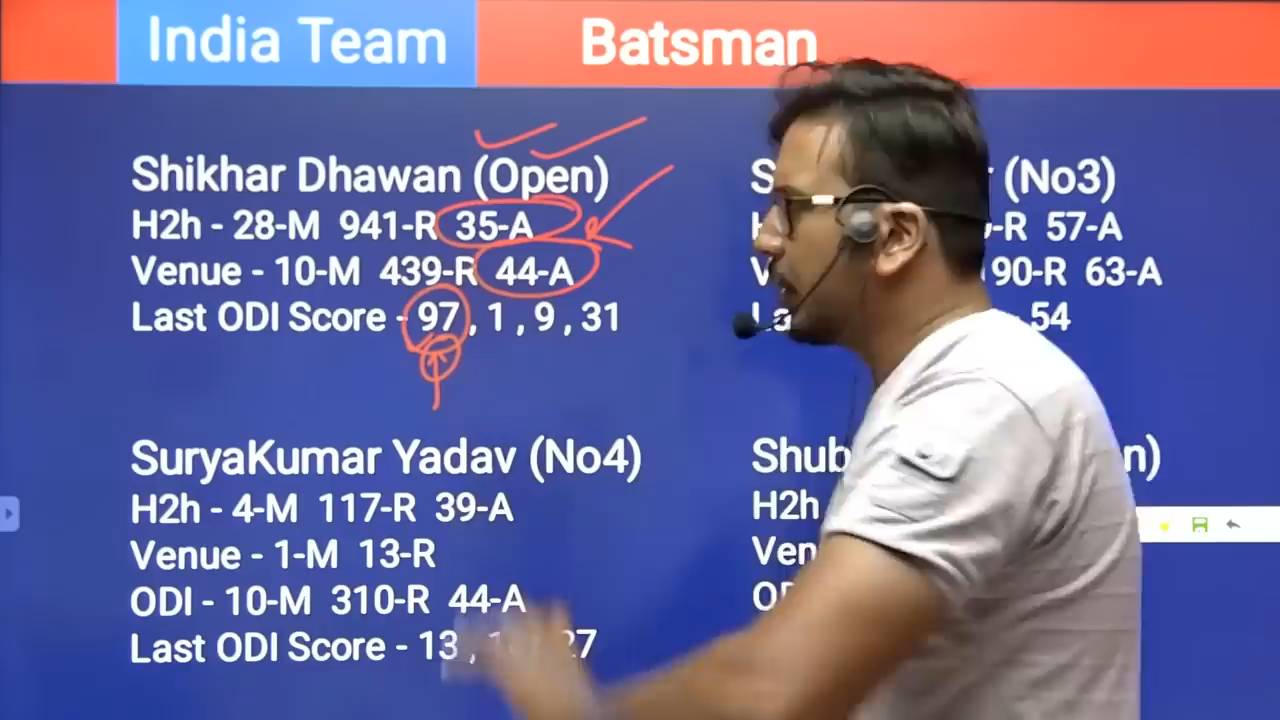 India Team Batsman
Shikhar Dhawan (Open)
H2h - 28-M 941-R 35-A
Venue - 10-M 439-R 44-A
Last ODI Score - 97 , 1 , 9 , 31
(No3)
-R 57-A
90-R 63-A
54
SuryaKumar Yadav (No4)
H2h - 4-M 117-R 39-A
Venue - 1-M 13-R
ODI - 10-M 310-R 44-A
Last ODI Score - 13 , 27
H2h